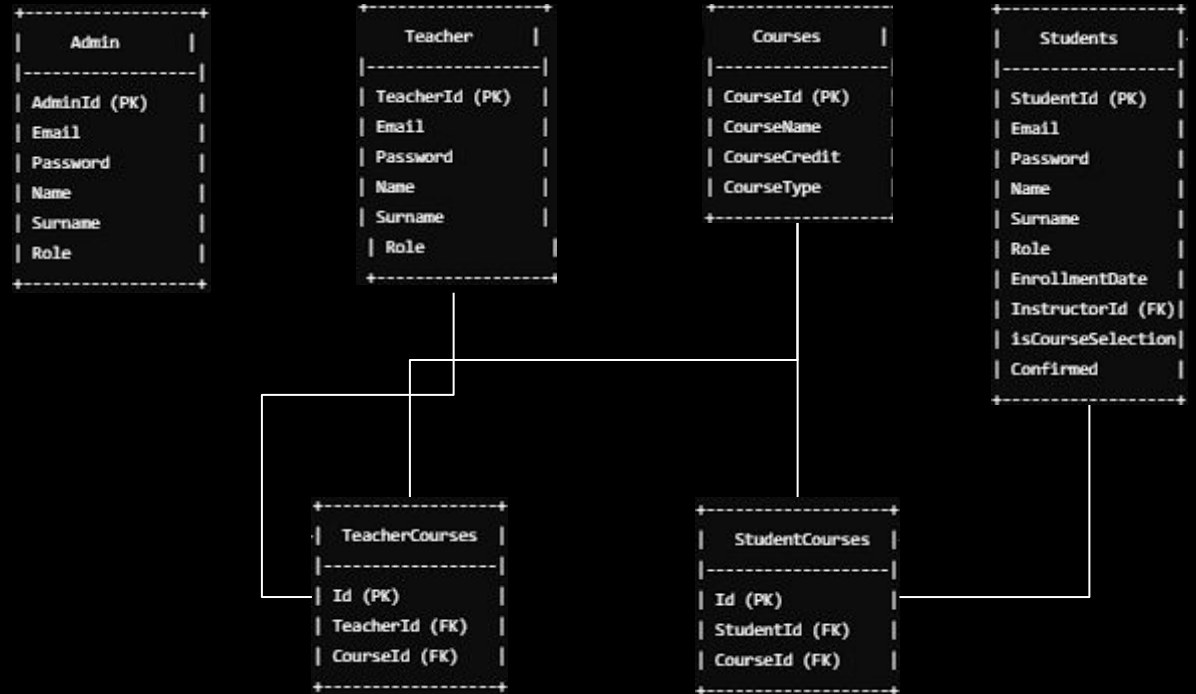 Admin
AdminId (PK)
Email
Password
Name
Surname
Role
Teacher
TeacherId (PK)
Email
Password
Name
Surname
Role
Courses
CourseId (PK)
CourseName
CourseCredit
CourseType
Students
StudentId (PK)
Email
Password
Name
Surname
Role
EnrollmentDate
InstructorId (FK)
isCourseSelection
Confirmed
TeacherCourses
Id (PK)
TeacherId (FK)
CourseId (FK)
StudentCourses
Id (PK)
StudentId (FK)
CourseId (FK)